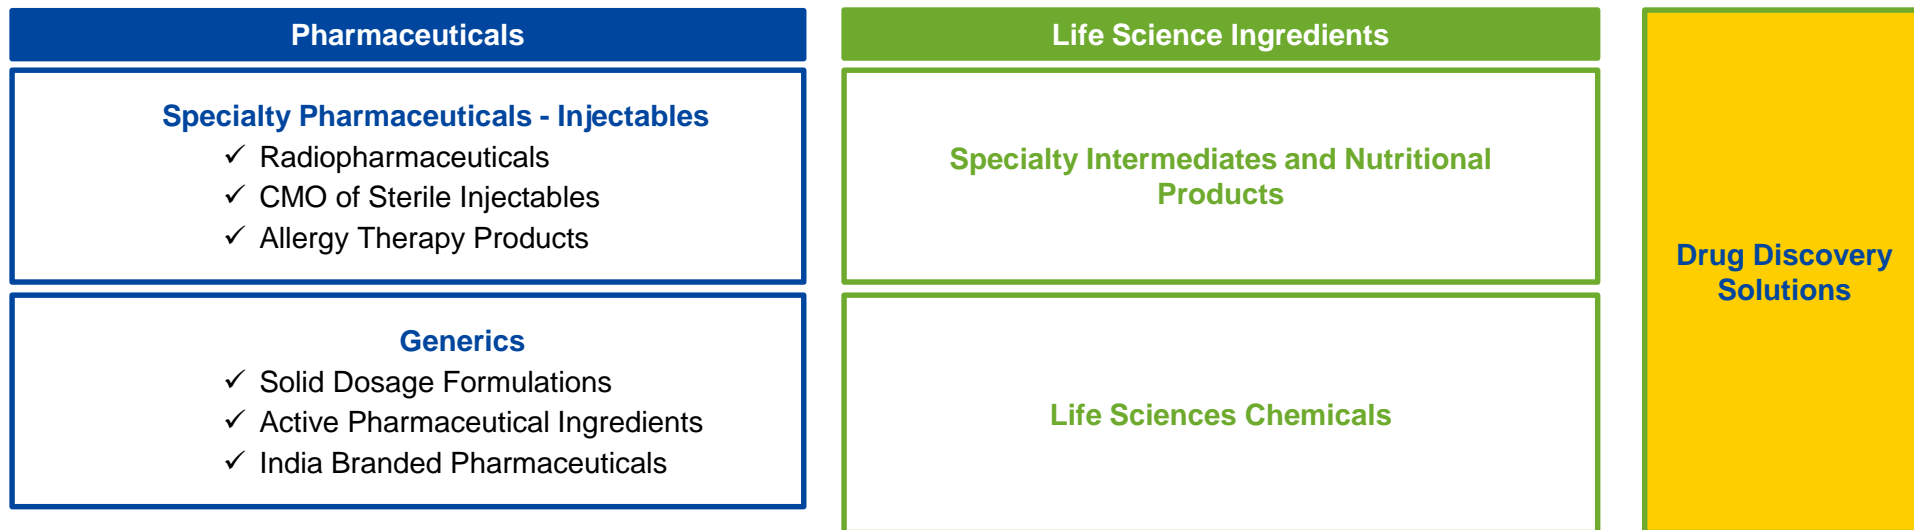 Pharmaceuticals
Specialty Pharmaceuticals - Injectables
✓ Radiopharmaceuticals
✓ CMO of Sterile Injectables
✓ Allergy Therapy Products
Generics
✓ Solid Dosage Formulations
✓ Active Pharmaceutical Ingredients
✓ India Branded Pharmaceuticals
Life Science Ingredients
Specialty Intermediates and Nutritional
Products
Life Sciences Chemicals
Drug Discovery
Solutions